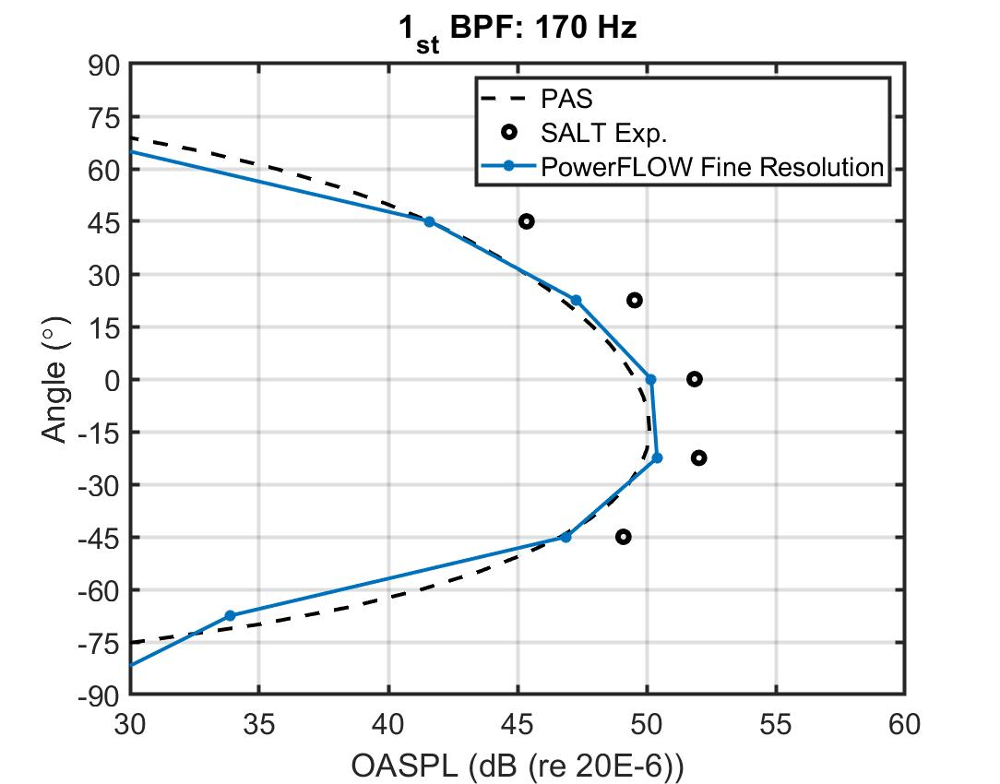 1st BPF: 170 Hz
PAS
SALT Exp.
PowerFLOW Fine Resolution
90
75
60
45
30
15
0
-15
-30
-45
-60
-75
-90
Angle (°)
30 35 40 45 50 55 60
OASPL (dB (re 20E-6))